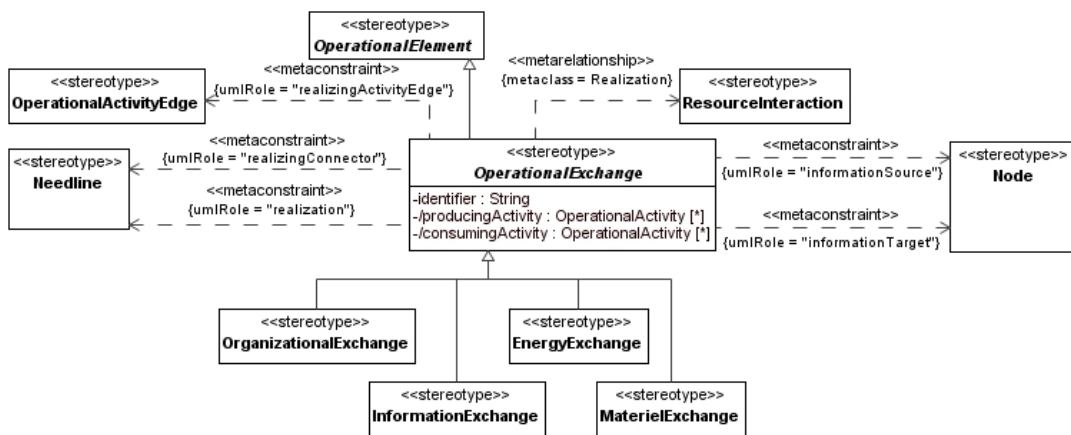 <<stereotype>>
OperationalElement
<<metaconstraint>>
{umlRole = "realizingActivityEdge"}
<<metarelationship>>
{metaclass = Realization}
<<stereotype>>
OperationalActivityEdge
<<stereotype>>
ResourceInteraction
<<metaconstraint>>
{umlRole = "realizingConnector"}
<<stereotype>>
OperationalExchange
<<metaconstraint>>
{umlRole = "informationSource"}
<<stereotype>>
Needline
<<stereotype>>
Node
<<metaconstraint>>
{umlRole = "realization"}
-identifier : String
-/producingActivity : OperationalActivity [*]
-/consumingActivity : OperationalActivity [*]
<<metaconstraint>>
{umlRole = "informationTarget"}
<<stereotype>>
OrganizationalExchange
<<stereotype>>
EnergyExchange
<<stereotype>>
InformationExchange
<<stereotype>>
MaterielExchange